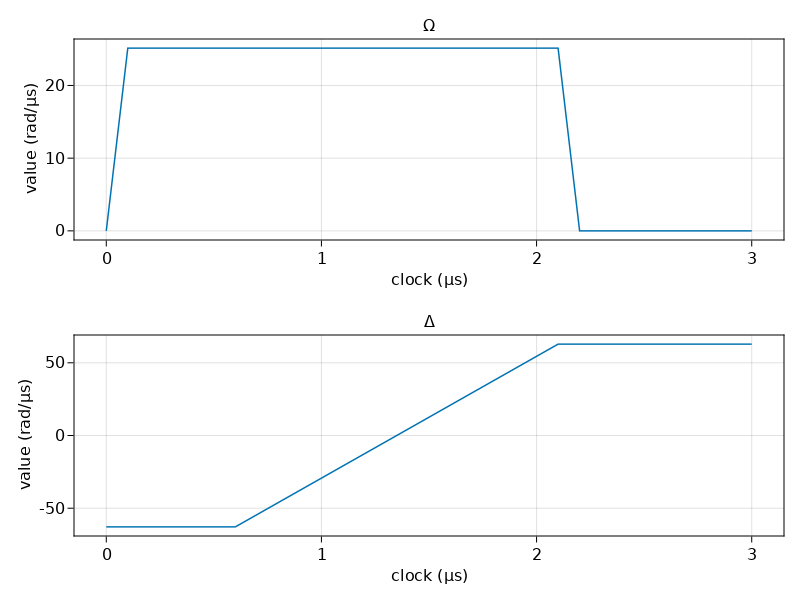 Ω
value (rad/μs)
20
10
0
0 1 2 3
clock (μs)
Δ
value (rad/μs)
50
0
-50
0 1 2 3
clock (μs)